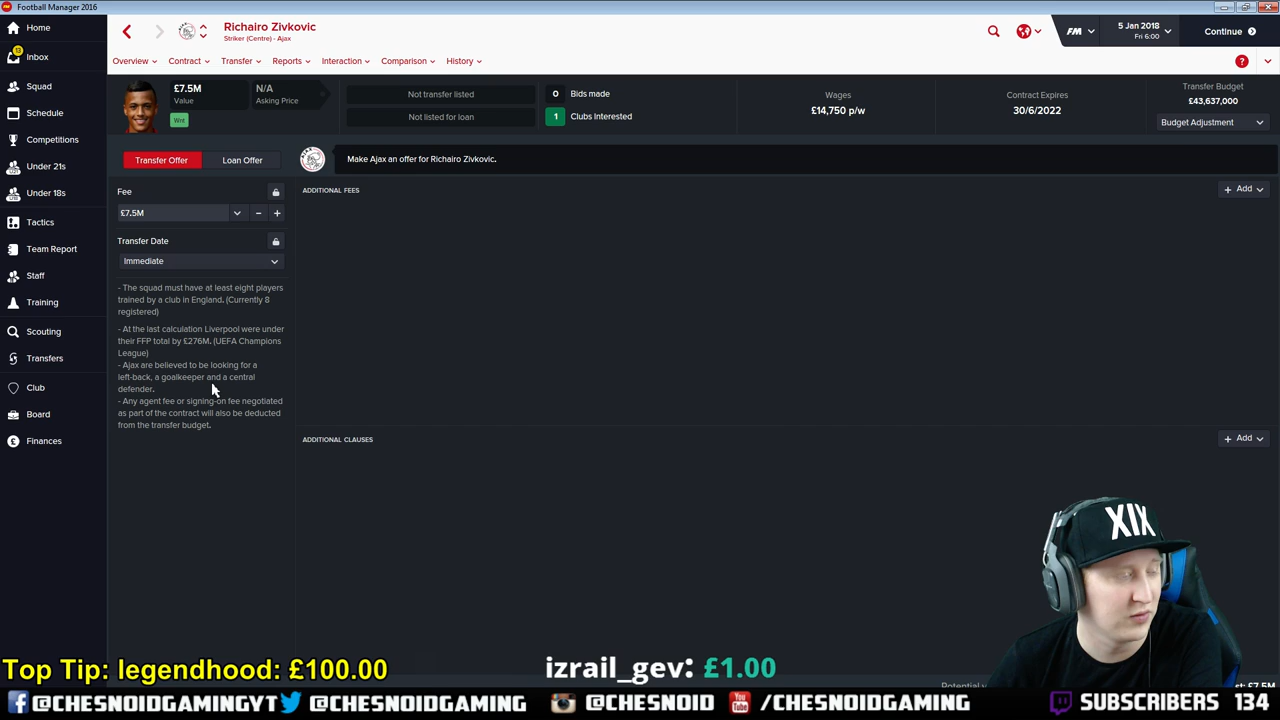 Football Manager 2016
Home
13
Inbox
Squad
Schedule
Competitions
Under 21s
Under 18s
Tactics
Team Report
Staff
Training
Scouting
Transfers
Club
Board
Finances
Richairo Zivkovic
Striker (Centre) - Ajax
FM
5 Jan 2018
Fri 6:00
Continue
Overview
Contract
Transfer
Reports
Interaction
Comparison
History
?
£7.5M
Value
Wnt
N/A
Asking Price
Not transfer listed
Not listed for loan
0 Bids made
1 Clubs Interested
Wages
£14,750 p/w
Contract Expires
30/6/2022
Transfer Budget
£43,637,000
Budget Adjustment
Transfer Offer
Loan Offer
Make Ajax an offer for Richairo Zivkovic.
Fee
£7.5M
Transfer Date
Immediate
- The squad must have at least eight players
trained by a club in England. (Currently 8
registered)
- At the last calculation Liverpool were under
their FFP total by £276M. (UEFA Champions
League)
- Ajax are believed to be looking for a
left-back, a goalkeeper and a central
defender.
- Any agent fee or signing-on fee negotiated
as part of the contract will also be deducted
from the transfer budget.
ADDITIONAL FEES
+ Add
ADDITIONAL CLAUSES
+ Add
XIX
Top Tip: legendhood: £100.00
izrail_gev: £1.00
@CHESNOIDGAMINGYT
@CHESNOIDGAMING
@CHESNOID
/CHESNOIDGAMING
SUBSCRIBERS 134